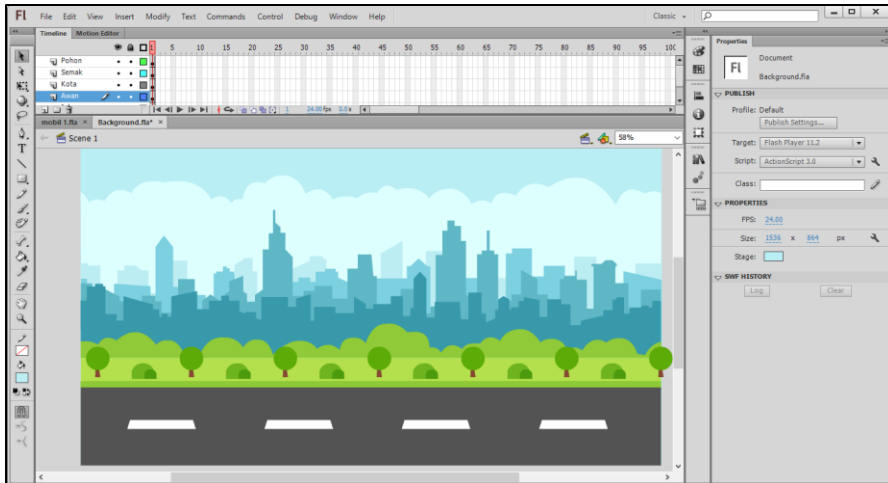 Fl File Edit View Insert Modify Text Commands Control Debug Window Help Classic
Timeline Motion Editor
1 5 10 15 20 25 30 35 40 45 50 55 60 65 70 75 80 85 90 95 100
Pohon
Semak
Kota
Awan
1 24.00 fps 0.0 s
mobil 1.fla × Background.fla* ×
Scene 1 58%
T
Properties
Fl Document
Background.fla
PUBLISH
Profile: Default
Publish Settings...
Target: Flash Player 11.2
Script: ActionScript 3.0
Class:
PROPERTIES
FPS: 24.00
Size: 1536 x 864 px
Stage:
SWF HISTORY
Log Clear